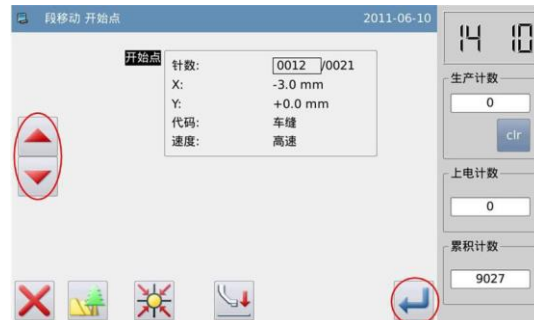 段移动 开始点 2011-06-10
14 10
开始点
针数: 0012 /0021
X: -3.0 mm
Y: +0.0 mm
代码: 车缝
速度: 高速
生产计数
0
clr
上电计数
0
累积计数
9027